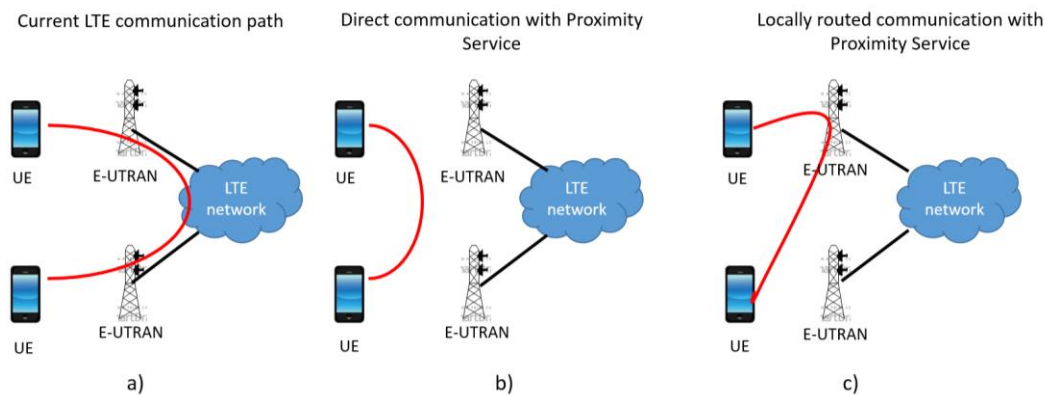 Current LTE communication path
UE
E-UTRAN
LTE
network
UE
E-UTRAN
a)
Direct communication with Proximity
Service
UE
E-UTRAN
LTE
network
UE
E-UTRAN
b)
Locally routed communication with
Proximity Service
UE
E-UTRAN
LTE
network
UE
E-UTRAN
c)